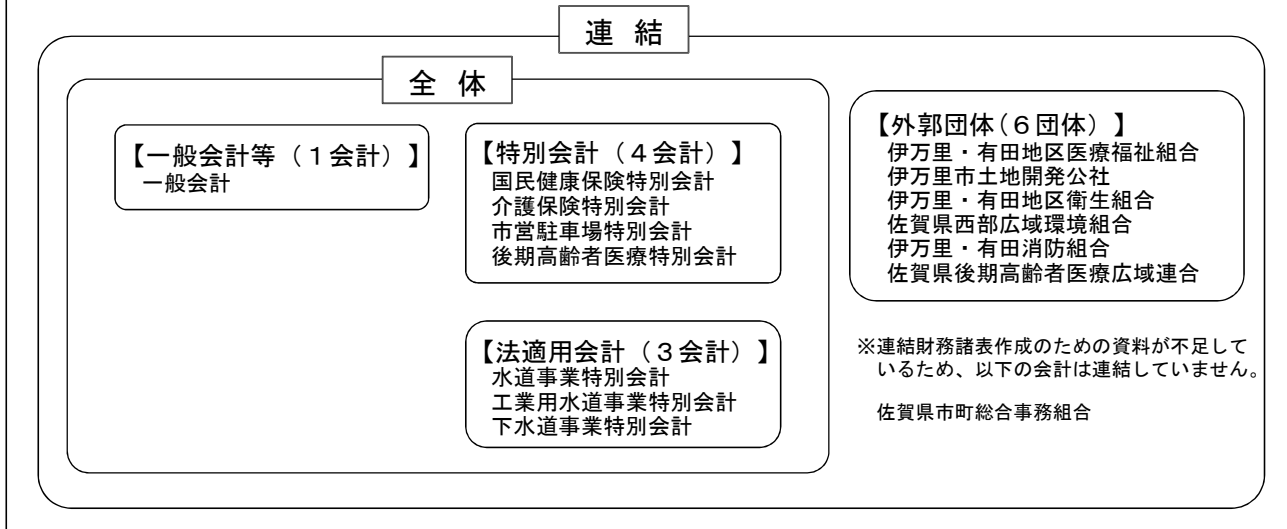 連 結
全 体
【一般会計等（１会計）】
一般会計
【特別会計（４会計）】
国民健康保険特別会計
介護保険特別会計
市営駐車場特別会計
後期高齢者医療特別会計
【法適用会計（３会計）】
水道事業特別会計
工業用水道事業特別会計
下水道事業特別会計
【外郭団体（６団体）】
伊万里・有田地区医療福祉組合
伊万里市土地開発公社
伊万里・有田地区衛生組合
佐賀県西部広域環境組合
伊万里・有田消防組合
佐賀県後期高齢者医療広域連合
※連結財務諸表作成のための資料が不足して
いるため、以下の会計は連結していません。
佐賀県市町総合事務組合